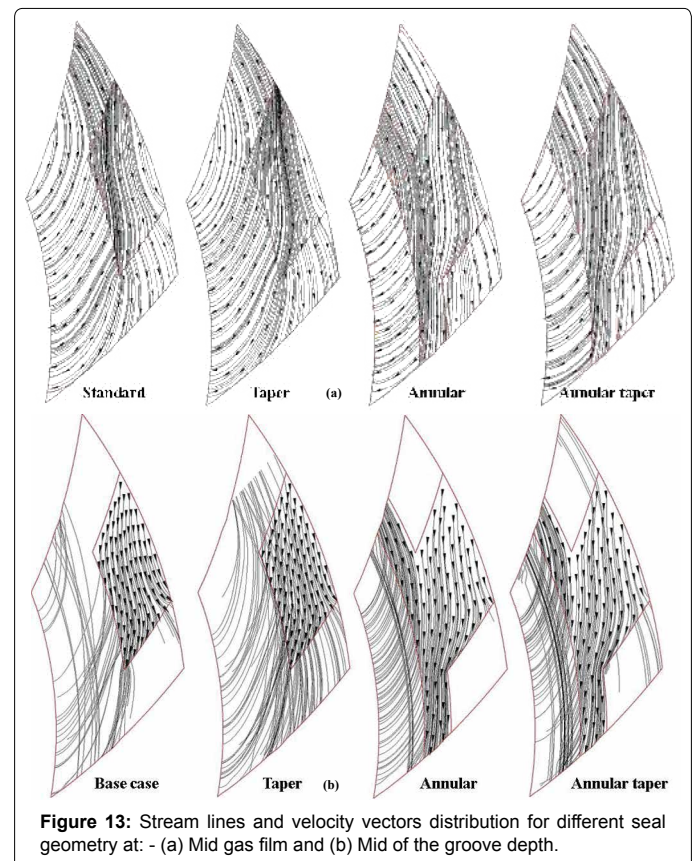 Standard Taper (a) Annular Annular taper
Base case Taper (b) Annular Annular taper
Figure 13: Stream lines and velocity vectors distribution for different seal
geometry at: - (a) Mid gas film and (b) Mid of the groove depth.